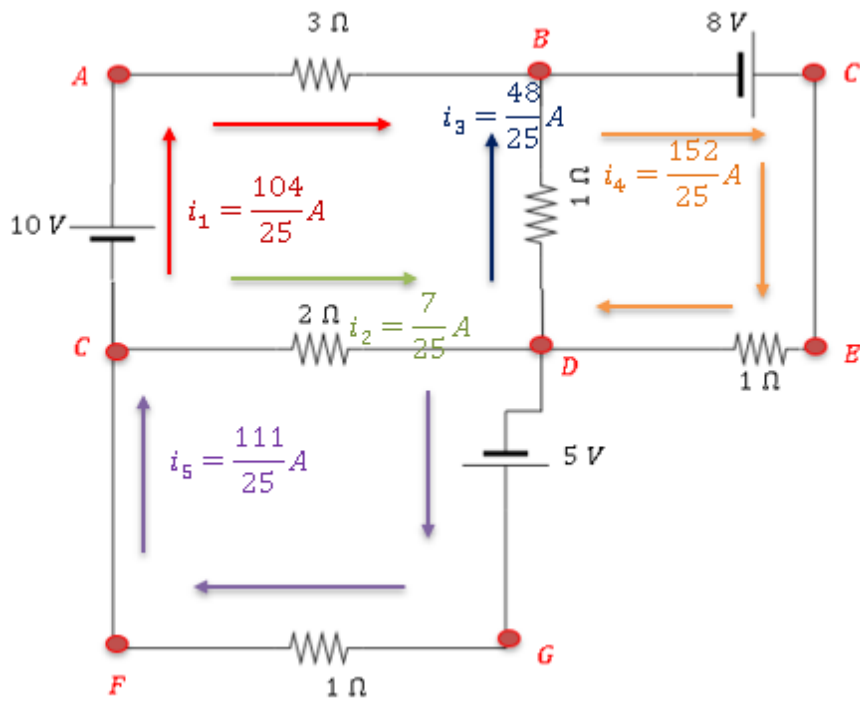 3 Ω
8 V
A
B
C
i₃ = 48/25 A
i₁ = 104/25 A
i₄ = 152/25 A
1 Ω
10 V
2 Ω
i₂ = 7/25 A
C
D
E
1 Ω
i₅ = 111/25 A
5 V
F
G
1 Ω